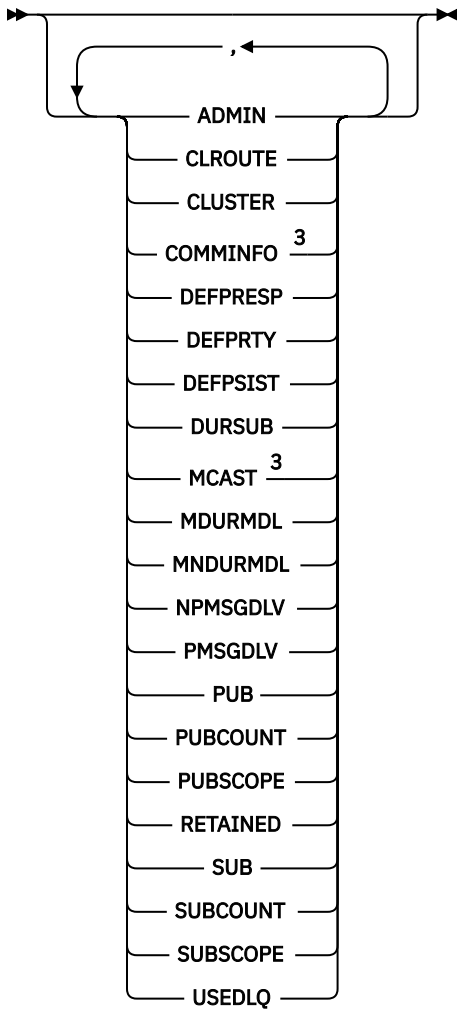 ,
ADMIN
CLROUTE
CLUSTER
COMMINFO 3
DEFPRESP
DEFPRTY
DEFPSIST
DURSUB
MCAST 3
MDURMDL
MNDURMDL
NPMSGDLV
PMSGDLV
PUB
PUBCOUNT
PUBSCOPE
RETAINED
SUB
SUBCOUNT
SUBSCOPE
USEDLQ